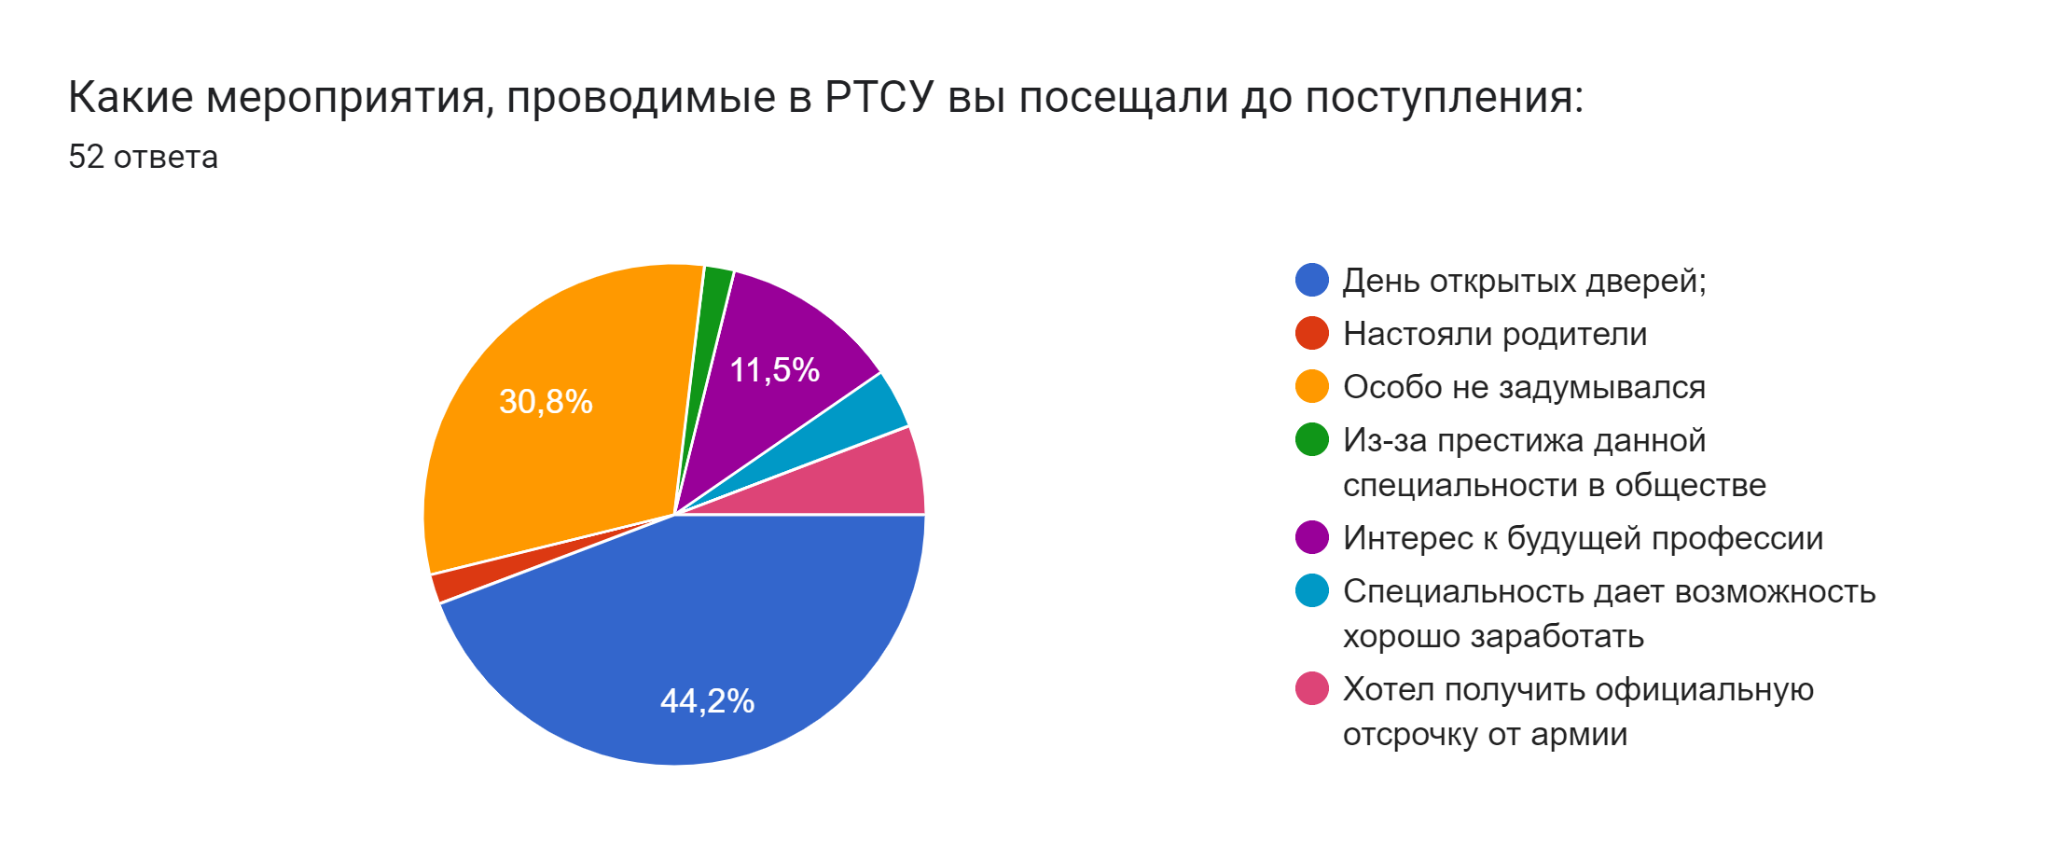 Какие мероприятия, проводимые в РТСУ вы посещали до поступления:
52 ответа
11,5%
30,8%
44,2%
День открытых дверей;
Настояли родители
Особо не задумывался
Из-за престижа данной
специальности в обществе
Интерес к будущей профессии
Специальность дает возможность
хорошо заработать
Хотел получить официальную
отсрочку от армии